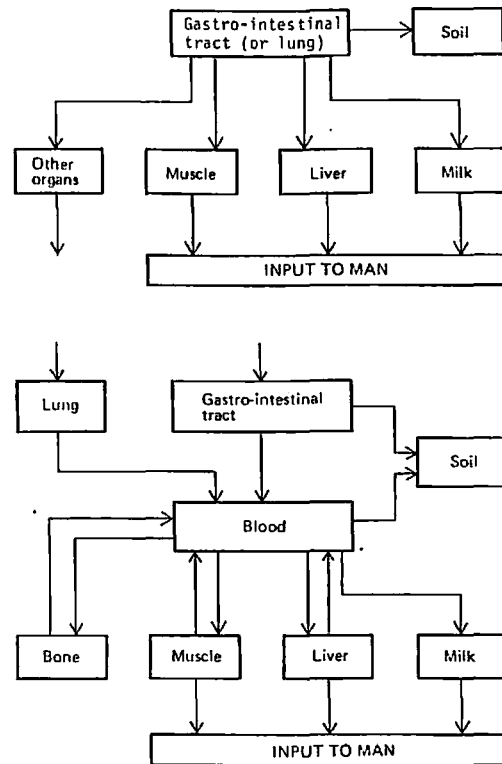 Gastro-intestinal
tract (or lung)
Soil
Other
organs
Muscle
Liver
Milk
INPUT TO MAN
Lung
Gastro-intestinal
tract
Soil
Blood
Bone
Muscle
Liver
Milk
INPUT TO MAN